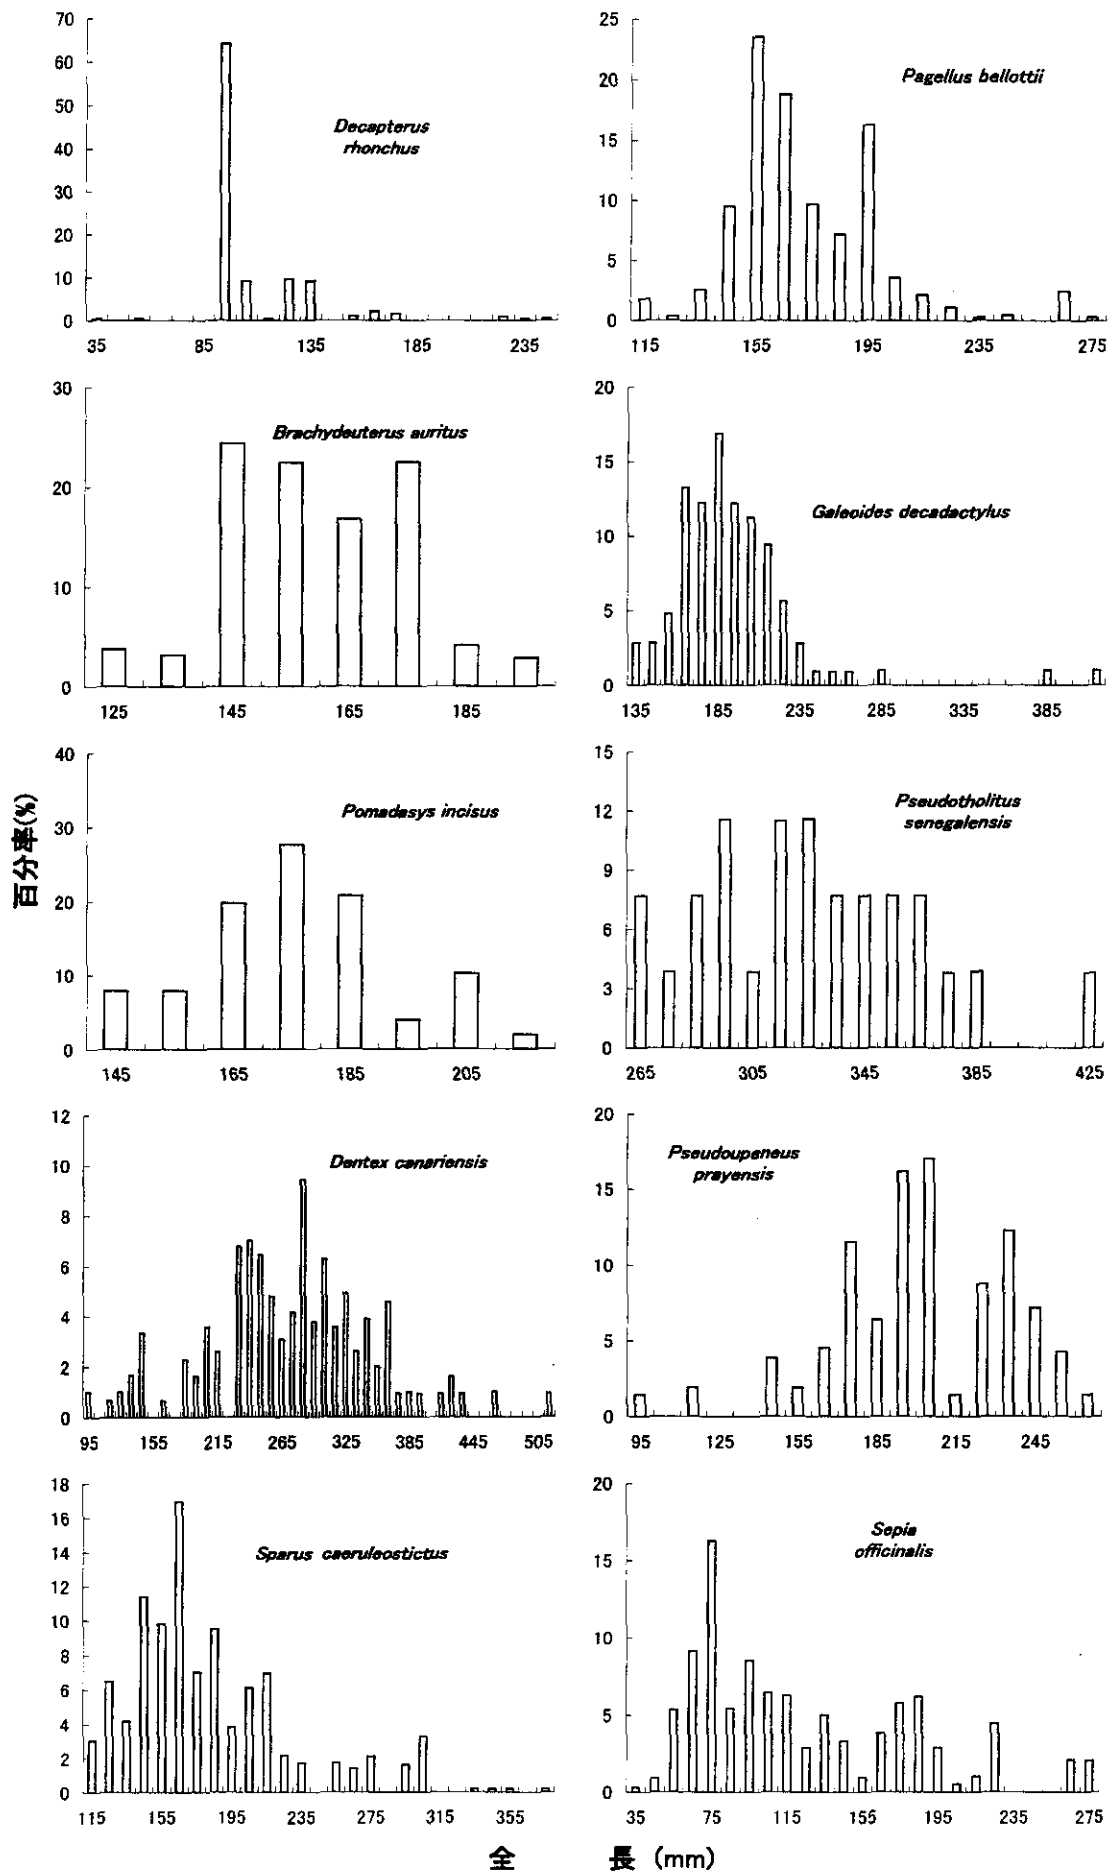 70
60
50
40
30
20
10
0
Decapterus
rhonchus
35 85 135 185 235
25
20
15
10
5
0
Pagellus bellottii
115 155 195 235 275
30
20
10
0
Brachydeuterus auritus
125 145 165 185
20
15
10
5
0
Galeoides decadactylus
135 185 235 285 335 385
百分率(%)
40
30
20
10
0
Pomadasys incisus
145 165 185 205
15
12
9
6
3
0
Pseudotholitus
senegalensis
265 305 345 385 425
12
10
8
6
4
2
0
Dentex canariensis
95 155 215 265 325 385 445 505
20
15
10
5
0
Pseudoupeneus
prayensis
95 125 155 185 215 245
18
16
14
12
10
8
6
4
2
0
Sparus caeruleostictus
115 155 195 235 275 315 355
20
15
10
5
0
Sepia
officinalis
35 75 115 155 195 235 275
全 長 (mm)